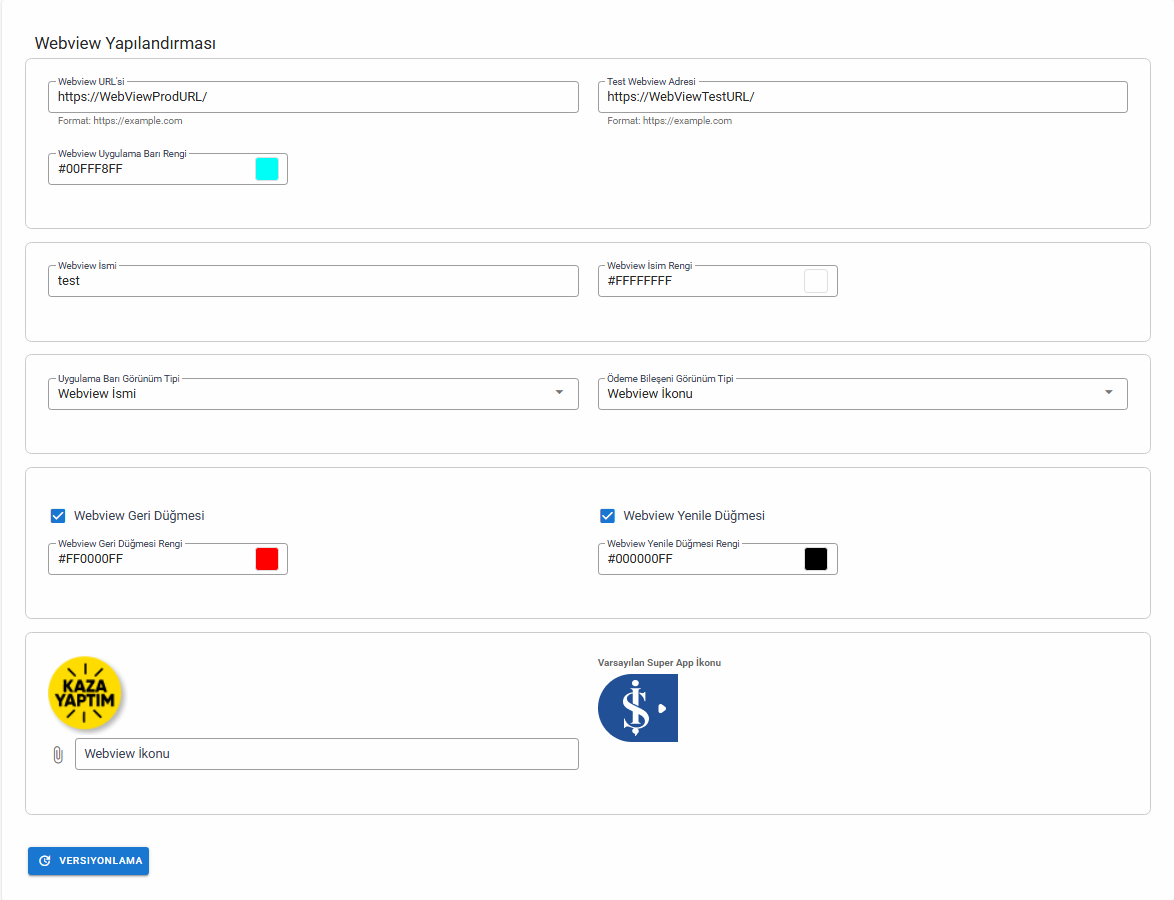 Webview Yapılandırması
Webview URL'si
https://WebViewProdURL/
Format: https://example.com
Test Webview Adresi
https://WebViewTestURL/
Format: https://example.com
Webview Uygulama Barı Rengi
#00FFF8FF
Webview İsmi
test
Webview İsim Rengi
#FFFFFFFF
Uygulama Barı Görünüm Tipi
Webview İsmi
Ödeme Bileşeni Görünüm Tipi
Webview İkonu
Webview Geri Düğmesi
Webview Yenile Düğmesi
Webview Geri Düğmesi Rengi
#FF0000FF
Webview Yenile Düğmesi Rengi
#000000FF
KAZA
YAPTIM
Webview İkonu
Varsayılan Super App İkonu
VERSIYONLAMA